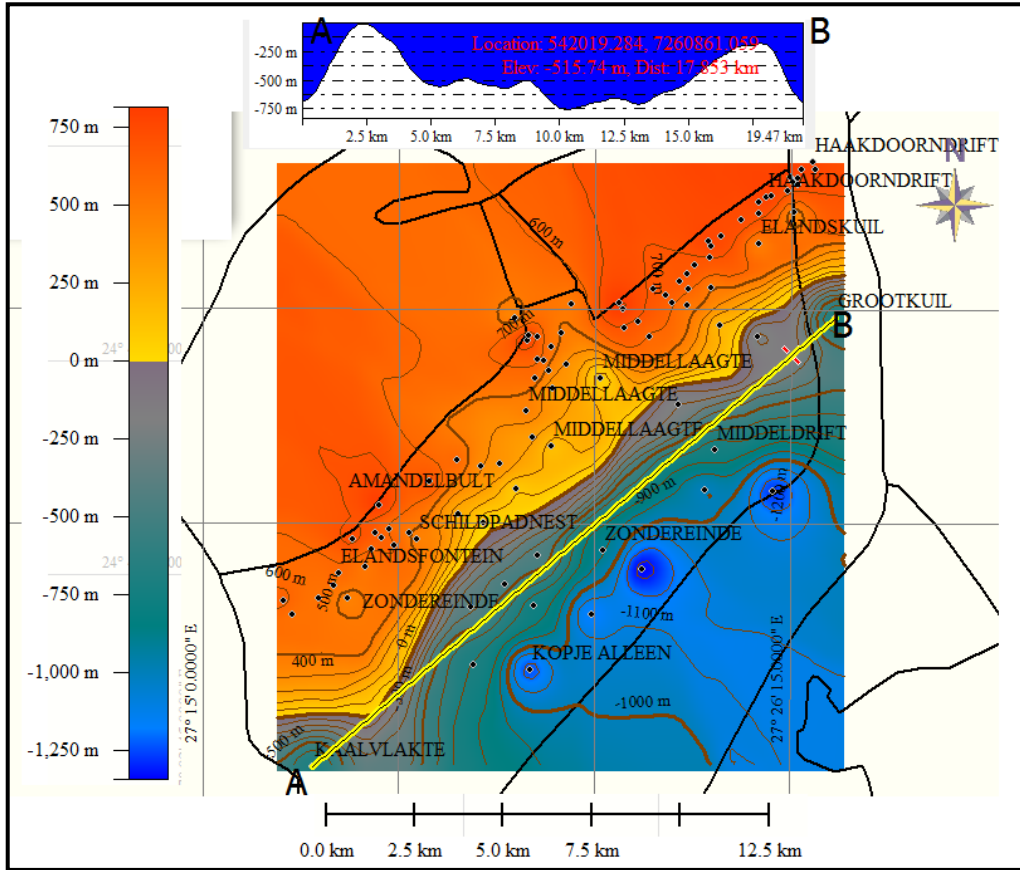 A
B
Location: 542019.284, 7260861.059
Elev: -515.74 m, Dist: 17.853 km
-250 m
-500 m
-750 m
2.5 km 5.0 km 7.5 km 10.0 km 12.5 km 15.0 km 19.47 km
750 m
500 m
250 m
0 m
-250 m
-500 m
-750 m
-1,000 m
-1,250 m
N
HAAKDOORNDRIFT
HAAKDOORNDRIFT
ELANDSKUIL
600 m
700 m
GROOTKUIL
B
700 m
MIDDELLAAGTE
MIDDELLAAGTE
MIDDELLAAGTE
MIDDELDRIFT
AMANDELBULT
-900 m
-1200 m
SCHILDPADNEST
ZONDEREINDE
ELANDSFONTEIN
600 m
500 m
ZONDEREINDE
-1100 m
0 m
400 m
KOPJE ALLEEN
-1000 m
-500 m
KAALVLAKTE
27° 15' 0.0000" E
A
0.0 km 2.5 km 5.0 km 7.5 km 12.5 km